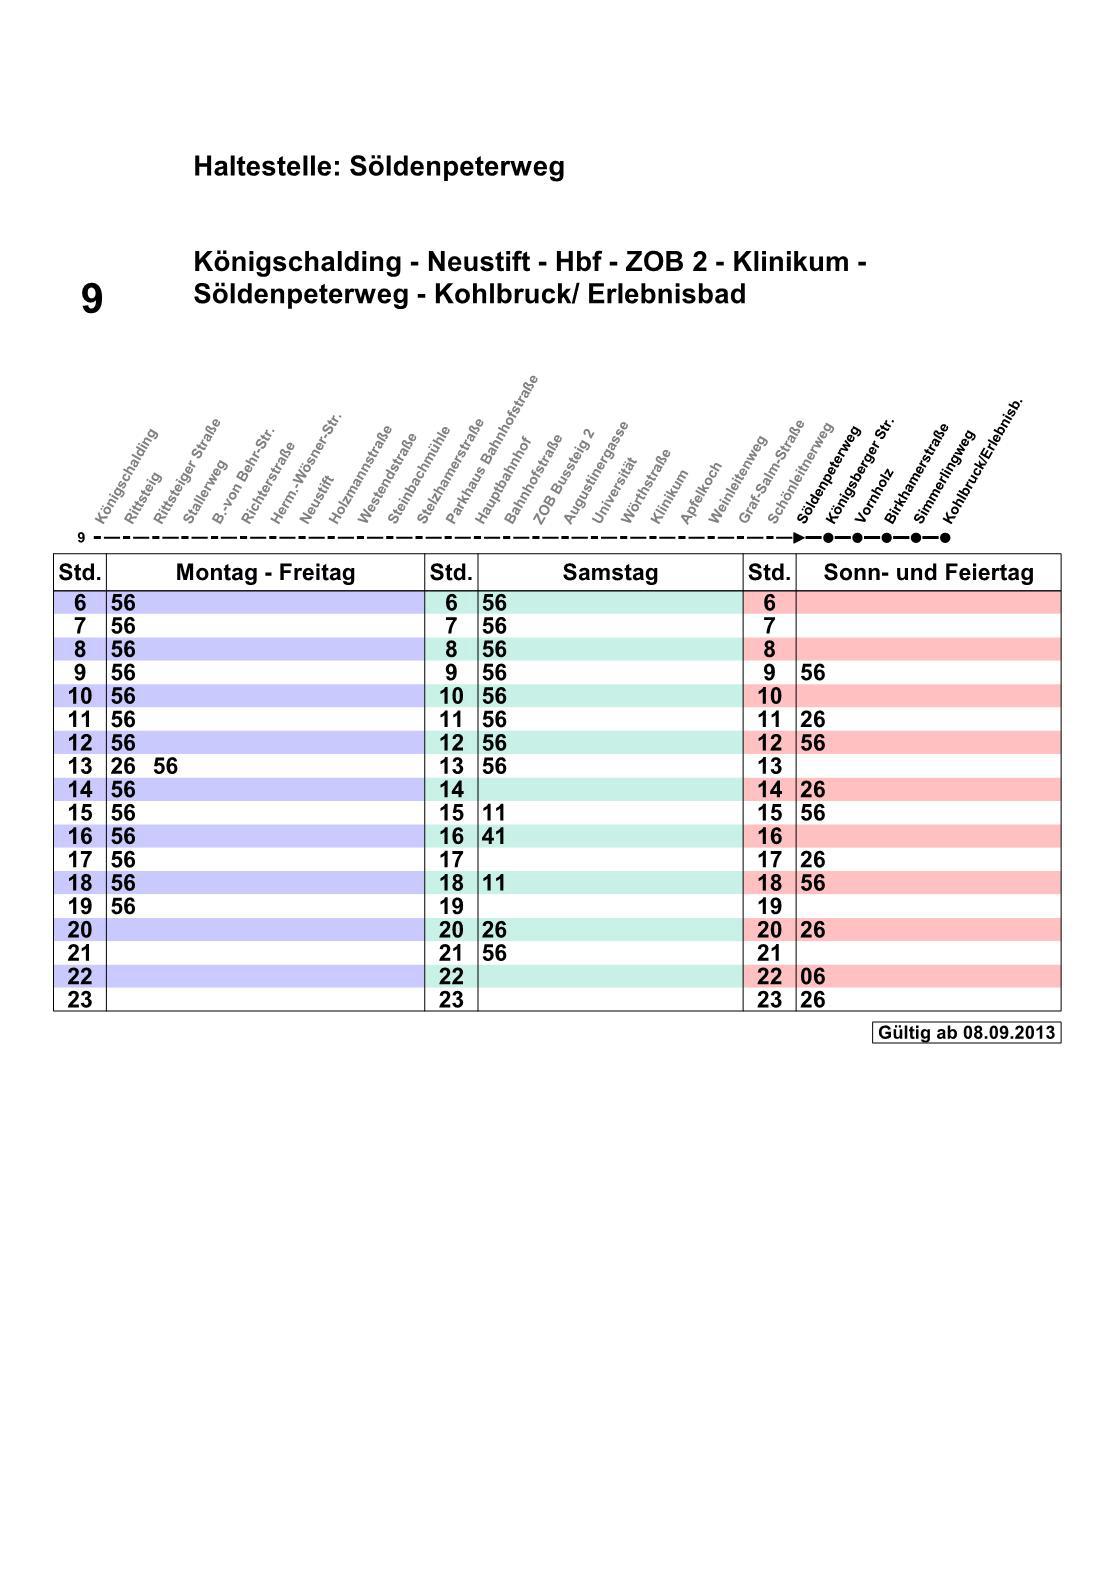 Haltestelle: Söldenpeterweg
Königschalding - Neustift - Hbf - ZOB 2 - Klinikum -
9 Söldenpeterweg - Kohlbruck/ Erlebnisbad
Königschalding
Rittsteig
Rittsteiger Straße
Stallerweg
B.-von Behr-Str.
Richterstraße
Herm.-Wösner-Str.
Neustift
Holzmannstraße
Westendstraße
Steinbachmühle
Stelzhamerstraße
Parkhaus Bahnhofstraße
Hauptbahnhof
Bahnhofstraße
ZOB Bussteig 2
Augustinergasse
Universität
Wörthstraße
Klinikum
Apfelkoch
Weinleitenweg
Graf-Salm-Straße
Schönleitnerweg
Söldenpeterweg
Königsberger Str.
Vornholz
Birkhamerstraße
Simmerlingweg
Kohlbruck/Erlebnisb.
9
Std. Montag - Freitag Std. Samstag Std. Sonn- und Feiertag
6 56 6 56 6
7 56 7 56 7
8 56 8 56 8
9 56 9 56 9 56
10 56 10 56 10
11 56 11 56 11 26
12 56 12 56 12 56
13 26 56 13 56 13
14 56 14 14 26
15 56 15 11 15 56
16 56 16 41 16
17 56 17 17 26
18 56 18 11 18 56
19 56 19 19
20 20 26 20 26
21 21 56 21
22 22 22 06
23 23 23 26
Gültig ab 08.09.2013